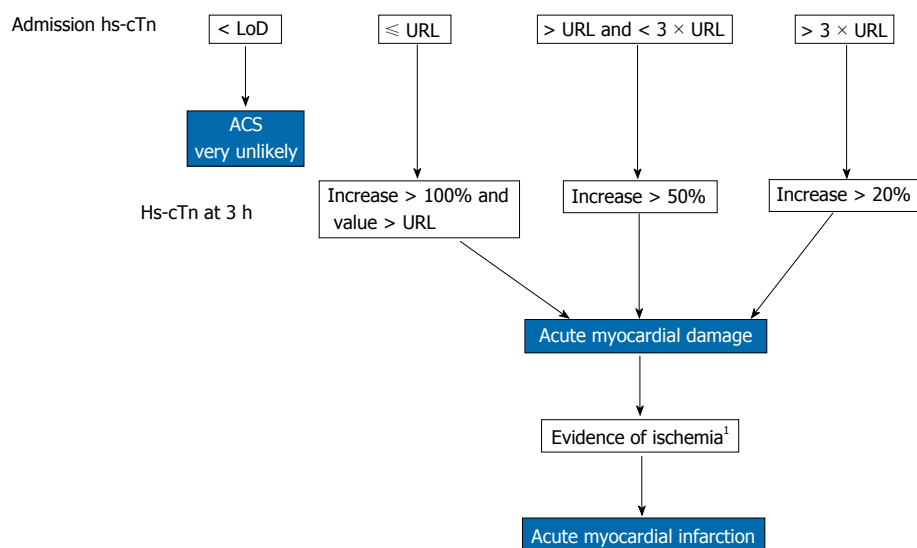 Admission hs-cTn
< LoD
⩽ URL
> URL and < 3 × URL
> 3 × URL
ACS
very unlikely
Hs-cTn at 3 h
Increase > 100% and
value > URL
Increase > 50%
Increase > 20%
Acute myocardial damage
Evidence of ischemia¹
Acute myocardial infarction